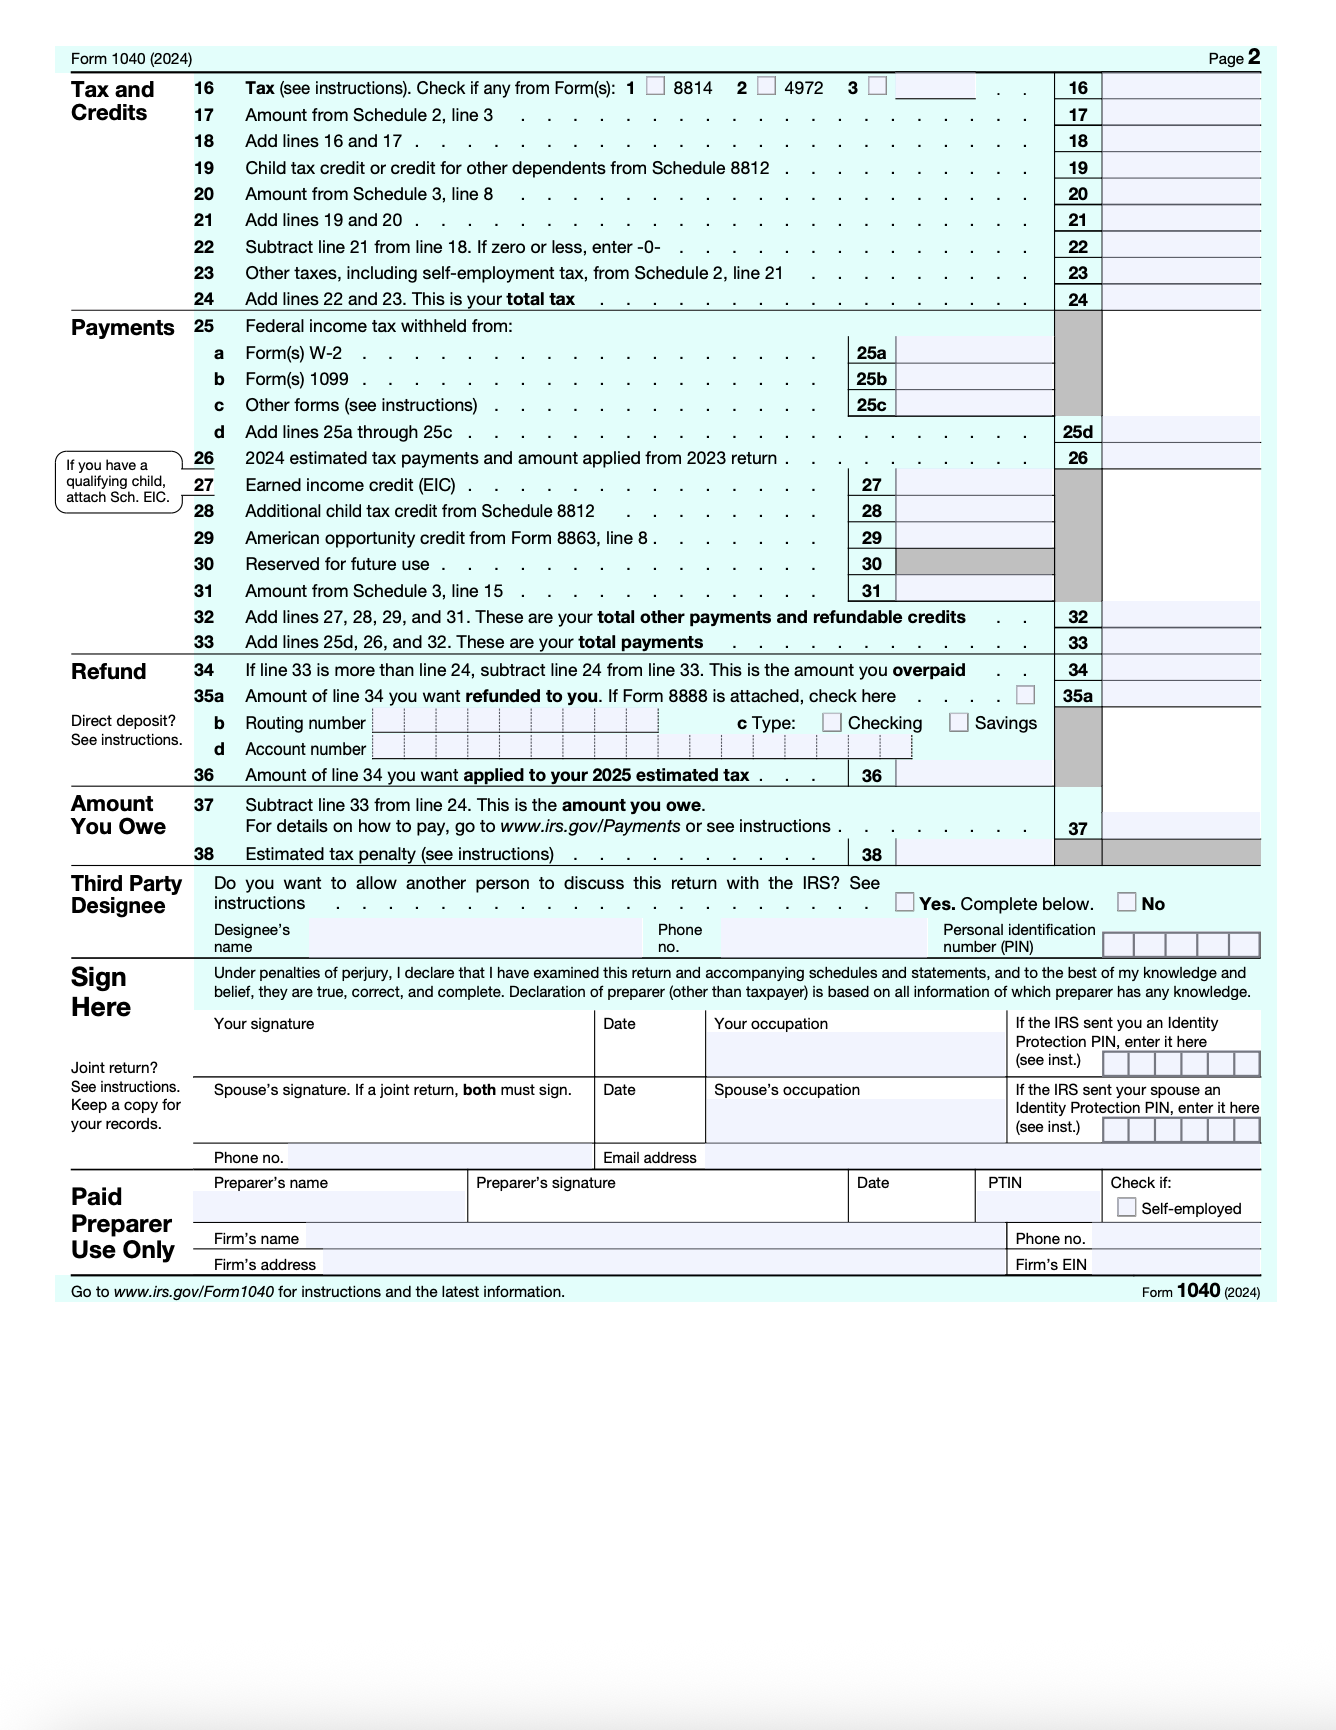 Form 1040 (2024) Page 2
Tax and Credits
16 Tax (see instructions). Check if any from Form(s): 1 8814 2 4972 3 . . 16
17 Amount from Schedule 2, line 3 . . . . . . . . . . . . . . . . . . . . 17
18 Add lines 16 and 17 . . . . . . . . . . . . . . . . . . . . . . . . 18
19 Child tax credit or credit for other dependents from Schedule 8812 . . . . . . . . . . 19
20 Amount from Schedule 3, line 8 . . . . . . . . . . . . . . . . . . . . 20
21 Add lines 19 and 20 . . . . . . . . . . . . . . . . . . . . . . . . 21
22 Subtract line 21 from line 18. If zero or less, enter -0- . . . . . . . . . . . . . . 22
23 Other taxes, including self-employment tax, from Schedule 2, line 21 . . . . . . . . . 23
24 Add lines 22 and 23. This is your total tax . . . . . . . . . . . . . . . . . 24
Payments
25 Federal income tax withheld from:
a Form(s) W-2 . . . . . . . . . . . . . . . . . . 25a
b Form(s) 1099 . . . . . . . . . . . . . . . . . . 25b
c Other forms (see instructions) . . . . . . . . . . . . . 25c
d Add lines 25a through 25c . . . . . . . . . . . . . . . . . . . . . . 25d
If you have a
qualifying child,
attach Sch. EIC.
26 2024 estimated tax payments and amount applied from 2023 return . . . . . . . . . . 26
27 Earned income credit (EIC) . . . . . . . . . . . . . . 27
28 Additional child tax credit from Schedule 8812 . . . . . . . . 28
29 American opportunity credit from Form 8863, line 8 . . . . . . . 29
30 Reserved for future use . . . . . . . . . . . . . . . 30
31 Amount from Schedule 3, line 15 . . . . . . . . . . . . 31
32 Add lines 27, 28, 29, and 31. These are your total other payments and refundable credits . . 32
33 Add lines 25d, 26, and 32. These are your total payments . . . . . . . . . . . . 33
Refund
34 If line 33 is more than line 24, subtract line 24 from line 33. This is the amount you overpaid . . 34
35a Amount of line 34 you want refunded to you. If Form 8888 is attached, check here . . . . 35a
Direct deposit?
See instructions.
b Routing number c Type: Checking Savings
d Account number
36 Amount of line 34 you want applied to your 2025 estimated tax . . . 36
Amount
You Owe
37 Subtract line 33 from line 24. This is the amount you owe.
For details on how to pay, go to www.irs.gov/Payments or see instructions . . . . . . . . 37
38 Estimated tax penalty (see instructions) . . . . . . . . . . 38
Third Party
Designee
Do you want to allow another person to discuss this return with the IRS? See
instructions . . . . . . . . . . . . . . . . . . . . . Yes. Complete below. No
Designee's
name
Phone
no.
Personal identification
number (PIN)
Sign
Here
Under penalties of perjury, I declare that I have examined this return and accompanying schedules and statements, and to the best of my knowledge and
belief, they are true, correct, and complete. Declaration of preparer (other than taxpayer) is based on all information of which preparer has any knowledge.
Joint return?
See instructions.
Keep a copy for
your records.
Your signature Date Your occupation
If the IRS sent you an Identity
Protection PIN, enter it here
(see inst.)
Spouse's signature. If a joint return, both must sign. Date Spouse's occupation
If the IRS sent your spouse an
Identity Protection PIN, enter it here
(see inst.)
Phone no. Email address
Paid
Preparer
Use Only
Preparer's name Preparer's signature Date PTIN Check if:
Self-employed
Firm's name Phone no.
Firm's address Firm's EIN
Go to www.irs.gov/Form1040 for instructions and the latest information. Form 1040 (2024)